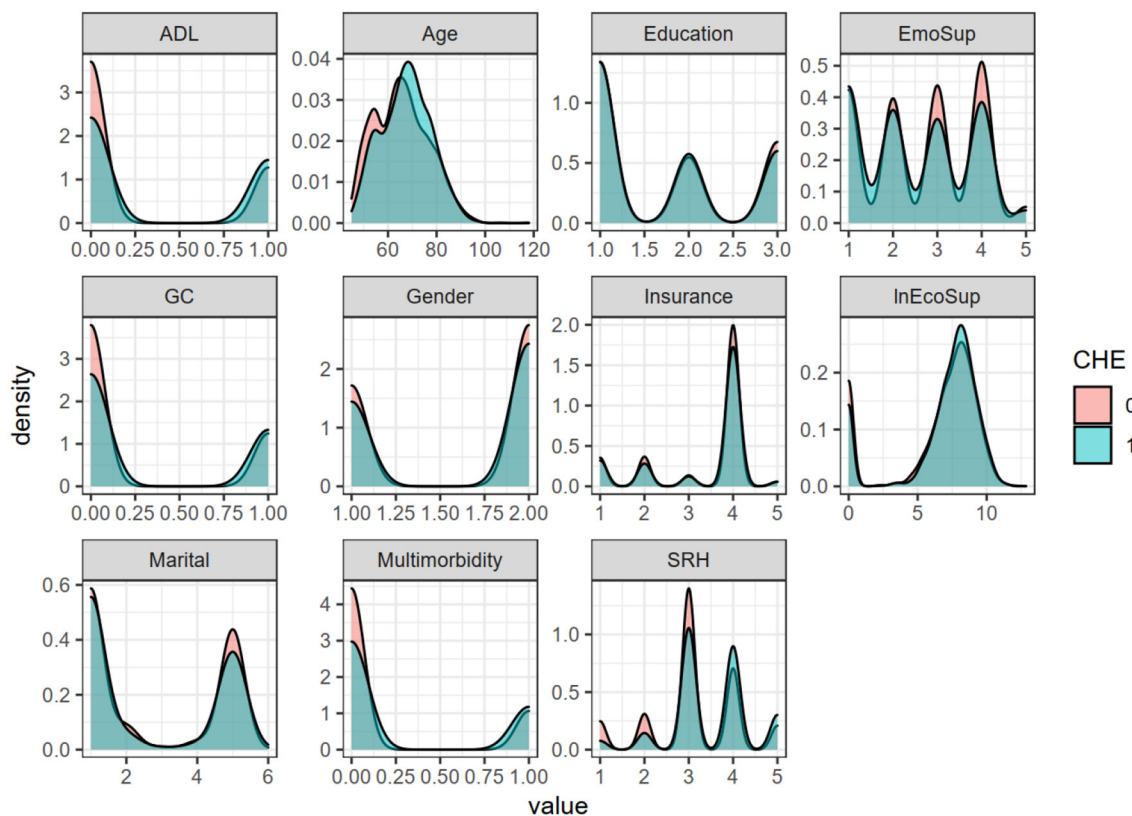 ADL Age Education EmoSup
3 2 1 0
0.04 0.03 0.02 0.01 0.00
1.0 0.5 0.0
0.5 0.4 0.3 0.2 0.1 0.0
0.00 0.25 0.50 0.75 1.00
40 60 80 100 120
1.0 1.5 2.0 2.5 3.0
1 2 3 4 5
GC Gender Insurance lnEcoSup
3 2 1 0
2 1 0
2.0 1.5 1.0 0.5 0.0
0.2 0.1 0.0
0.00 0.25 0.50 0.75 1.00
1.00 1.25 1.50 1.75 2.00
1 2 3 4 5
0 5 10
Marital Multimorbidity SRH
0.6 0.4 0.2 0.0
4 3 2 1 0
1.0 0.5 0.0
2 4 6
0.00 0.25 0.50 0.75 1.00
1 2 3 4 5
density
value
CHE
0
1